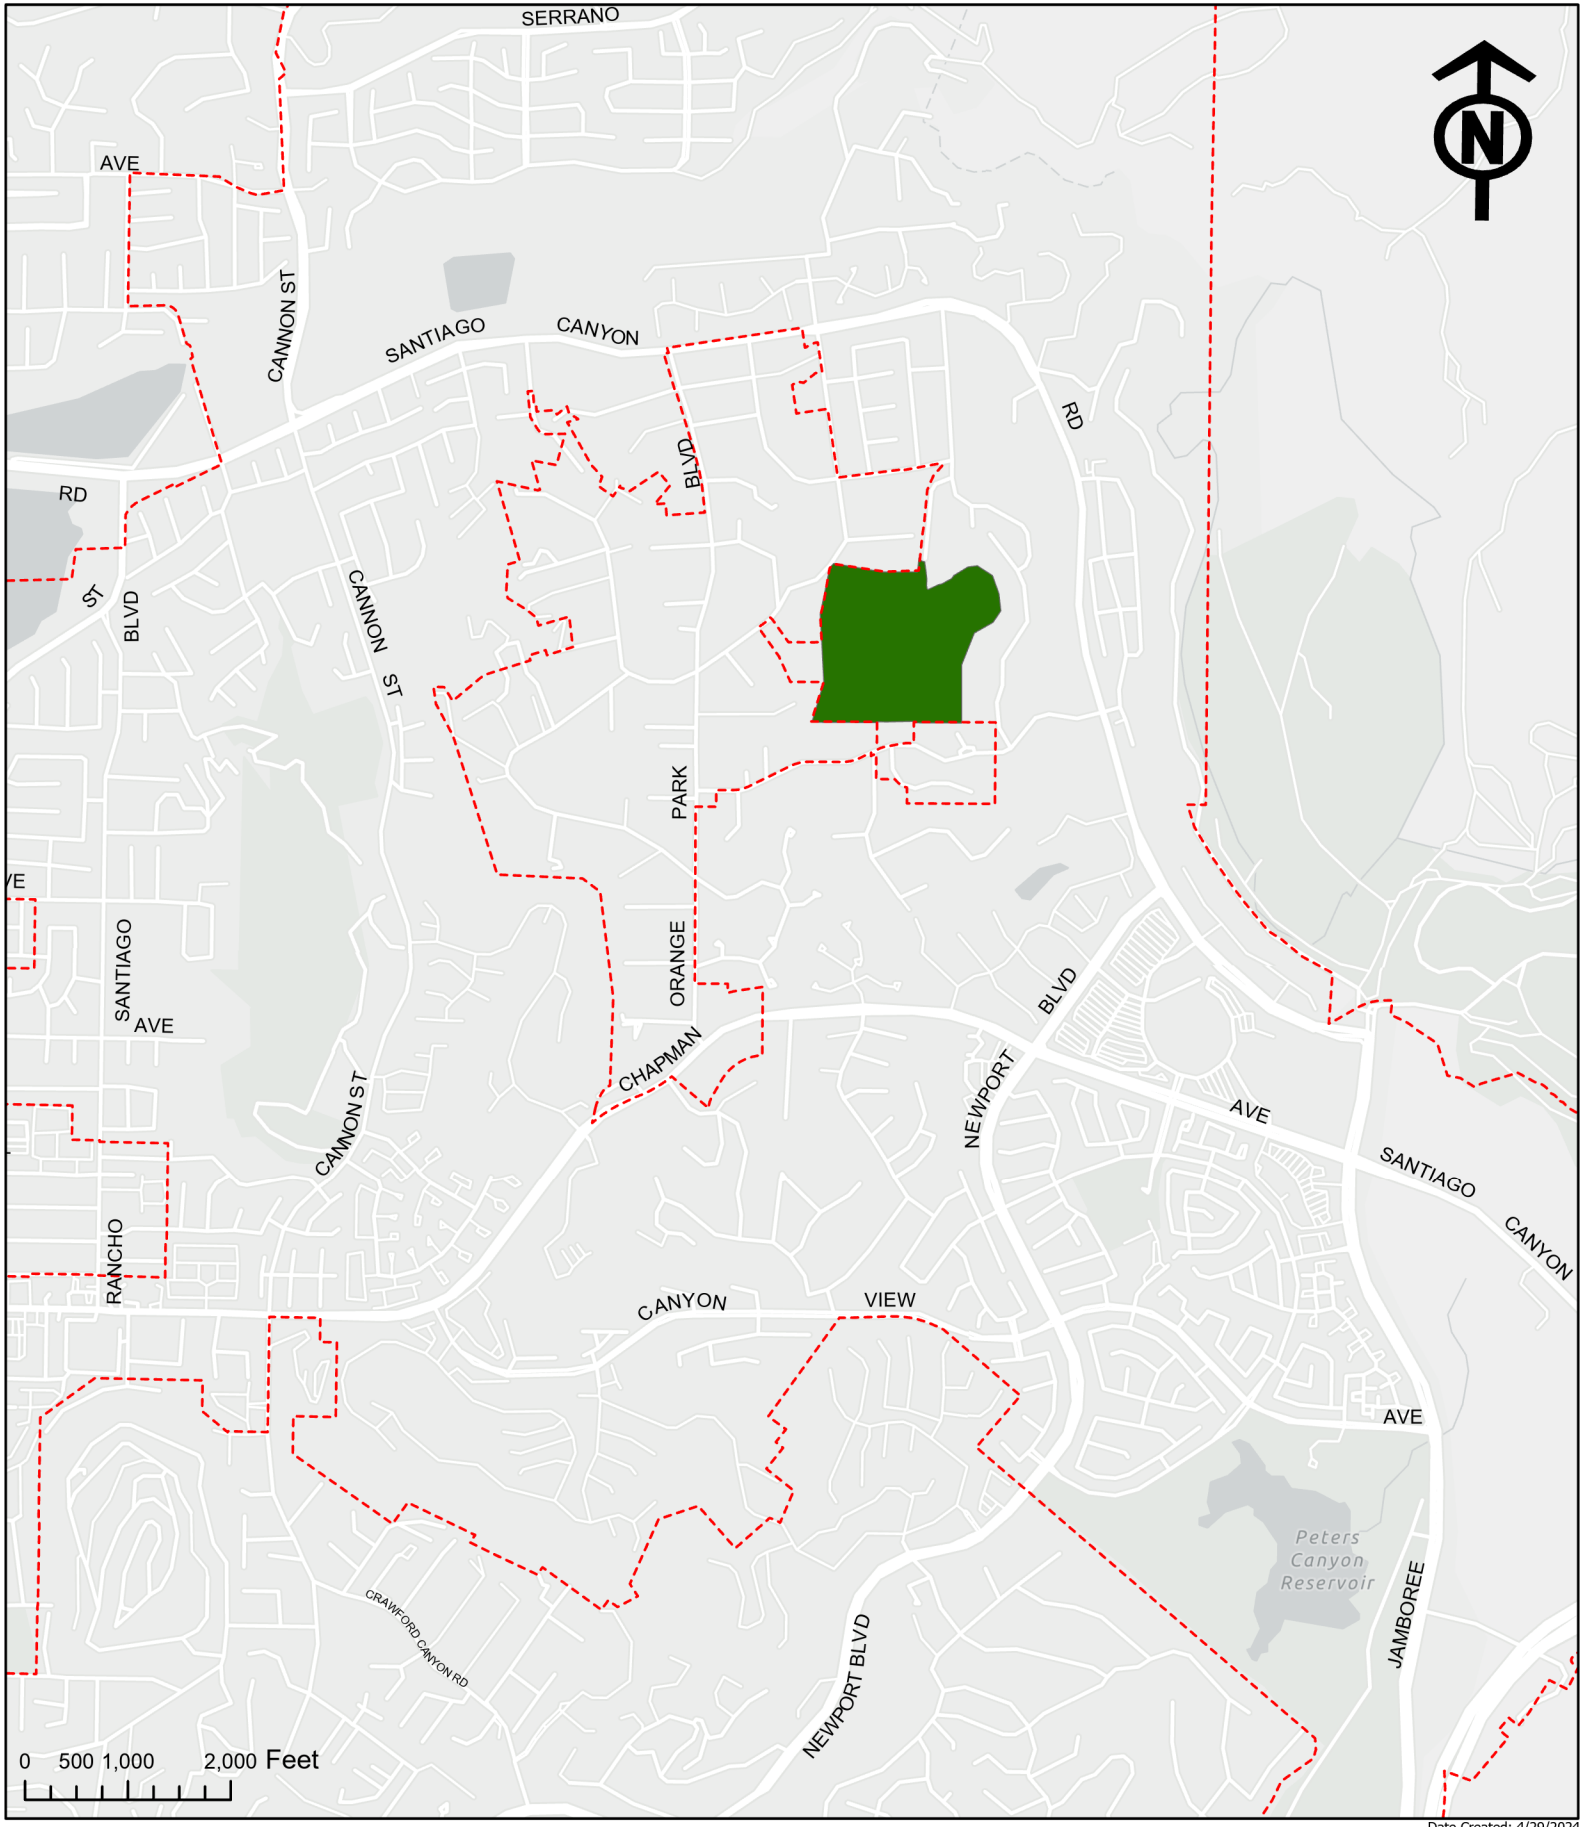 SERRANO
N
AVE
CANNON ST
SANTIAGO
CANYON
RD
BLVD
RD
ST
BLVD
CANNON
ST
PARK
SANTIAGO
ORANGE
BLVD
AVE
CHAPMAN
NEWPORT
CANNON ST
AVE
SANTIAGO
CANYON
RANCHO
CANYON
VIEW
AVE
Peters
Canyon
Reservoir
CRAWFORD CANYON RD
JAMBOREE
NEWPORT BLVD
0 500 1,000 2,000 Feet